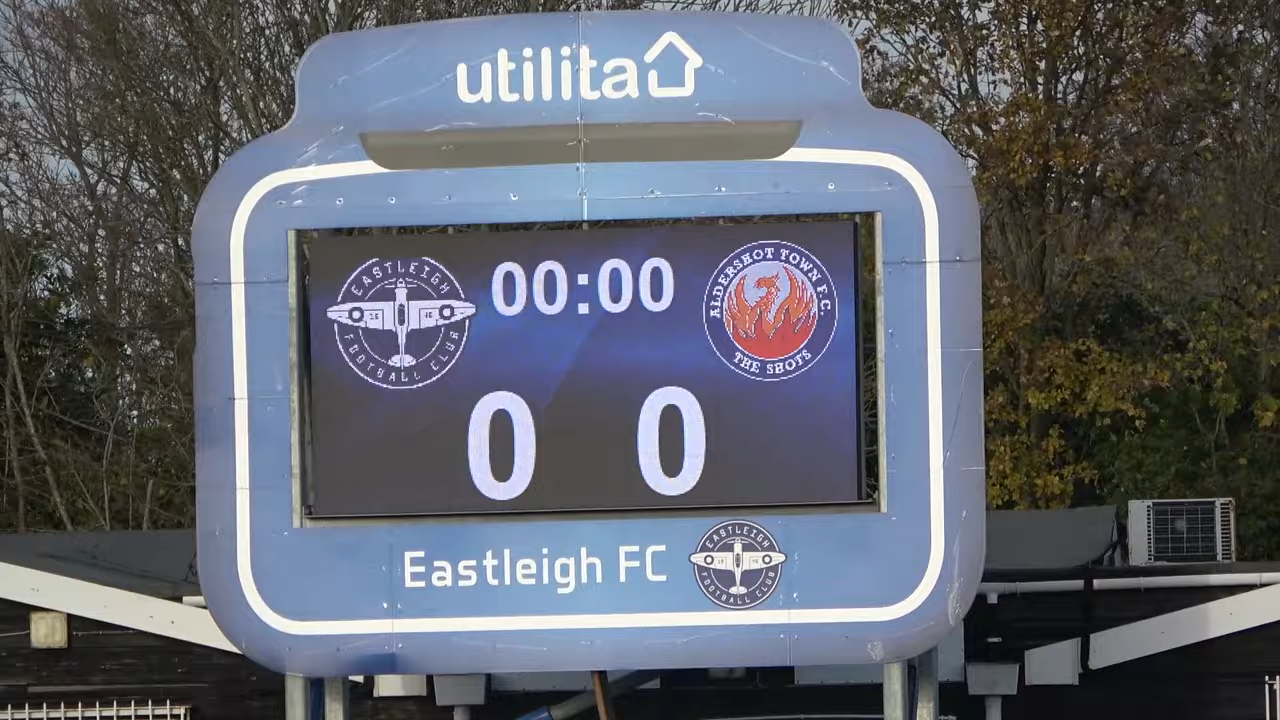 utilita
EASTLEIGH
FOOTBALL CLUB
00:00
ALDERSHOT TOWN F.C.
THE SHOTS
0 0
Eastleigh FC
EASTLEIGH
FOOTBALL CLUB